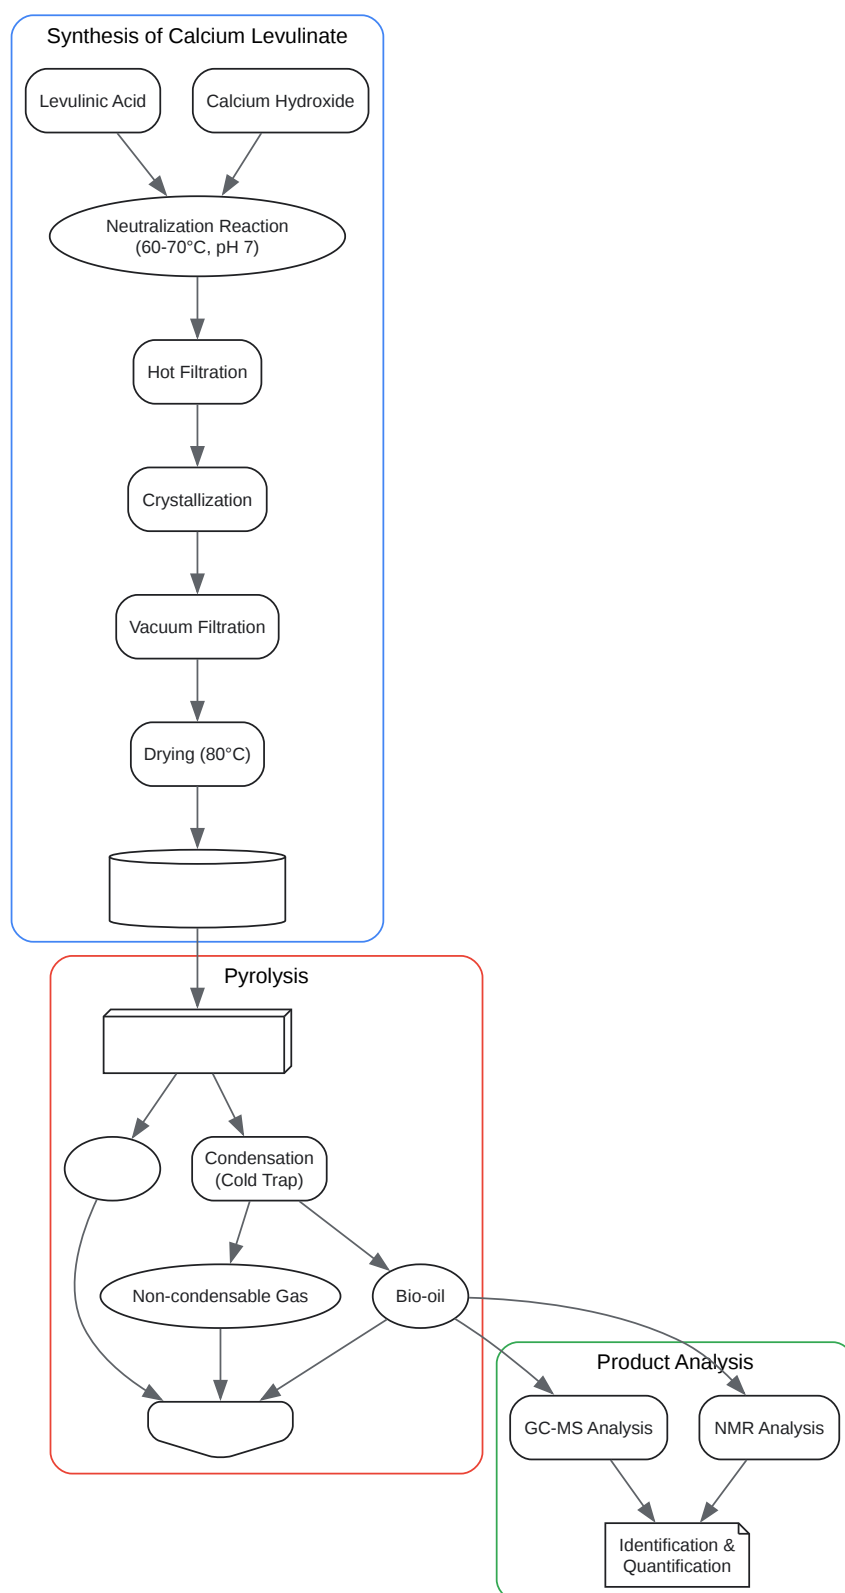 Synthesis of Calcium Levulinate
Levulinic Acid
Calcium Hydroxide
Neutralization Reaction
(60-70°C, pH 7)
Hot Filtration
Crystallization
Vacuum Filtration
Drying (80°C)
Pyrolysis
Condensation
(Cold Trap)
Non-condensable Gas
Bio-oil
Product Analysis
GC-MS Analysis
NMR Analysis
Identification &
Quantification